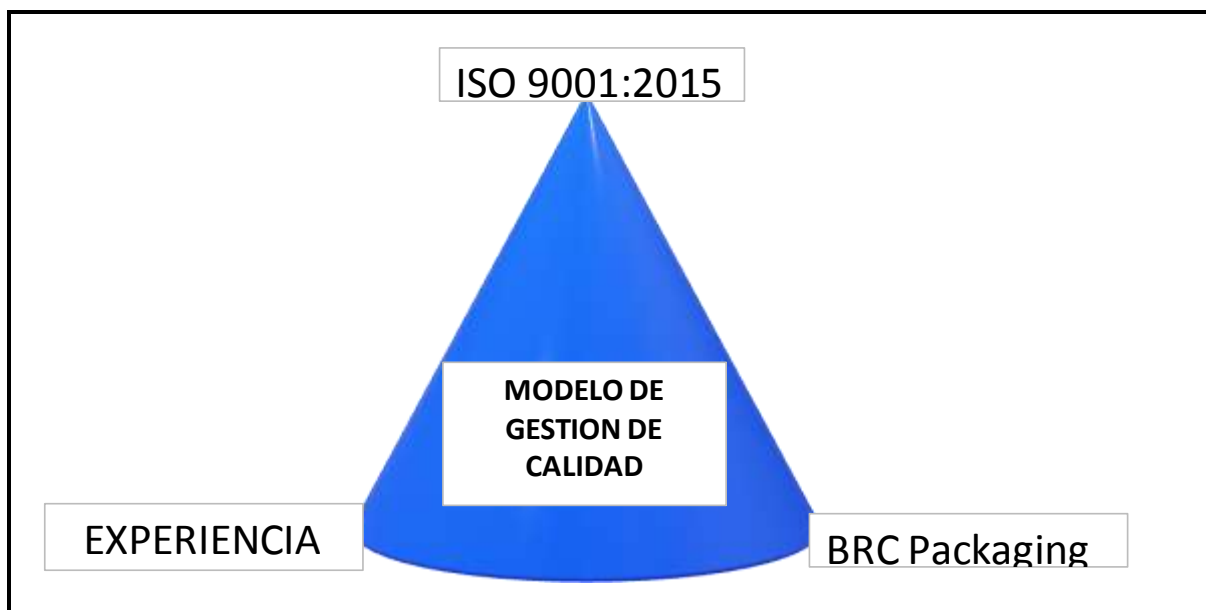 ISO 9001:2015
MODELO DE
GESTION DE
CALIDAD
EXPERIENCIA
BRC Packaging